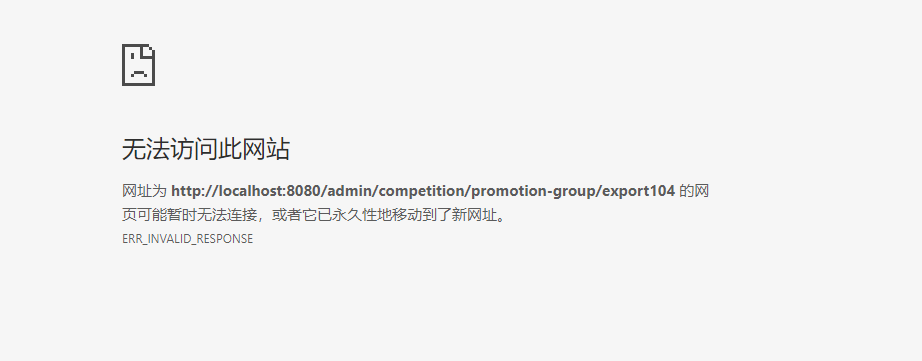 无法访问此网站
网址为 http://localhost:8080/admin/competition/promotion-group/export104 的网
页可能暂时无法连接，或者它已永久性地移动到了新网址。
ERR_INVALID_RESPONSE